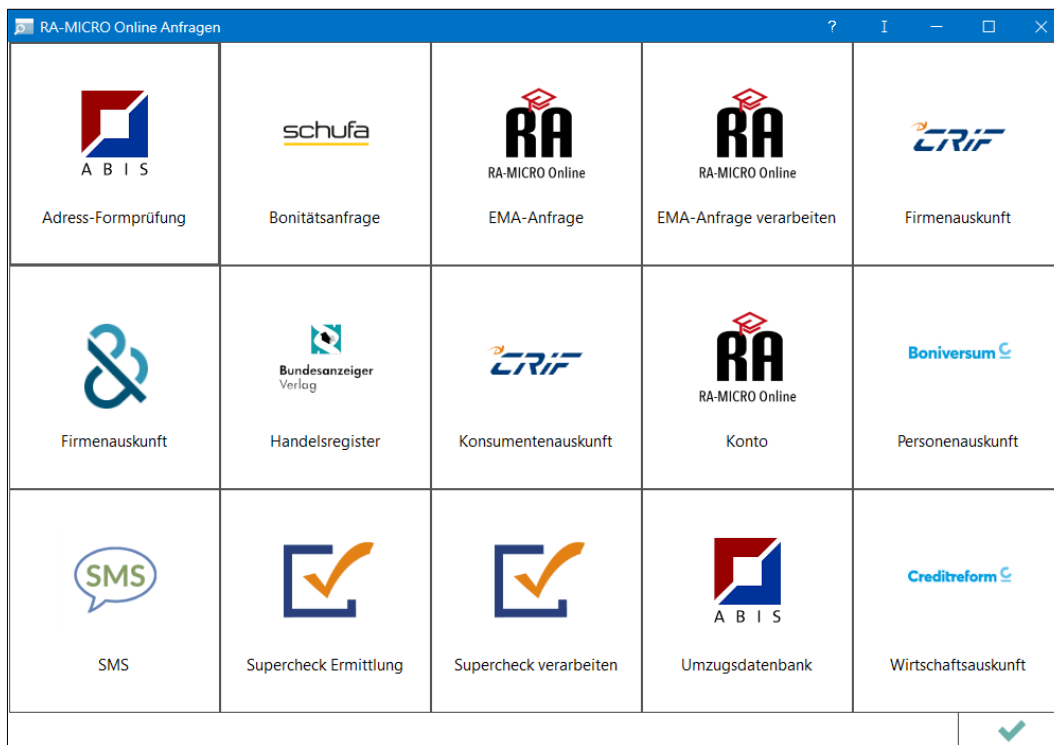 RA-MICRO Online Anfragen
ABIS
Adress-Formprüfung
schufa
Bonitätsanfrage
RA
RA-MICRO Online
EMA-Anfrage
RA
RA-MICRO Online
EMA-Anfrage verarbeiten
CRIF
Firmenauskunft
Firmenauskunft
Bundesanzeiger
Verlag
Handelsregister
CRIF
Konsumentenauskunft
RA
RA-MICRO Online
Konto
Boniversum
Personenauskunft
SMS
SMS
Supercheck Ermittlung
Supercheck verarbeiten
ABIS
Umzugsdatenbank
Creditreform
Wirtschaftsauskunft